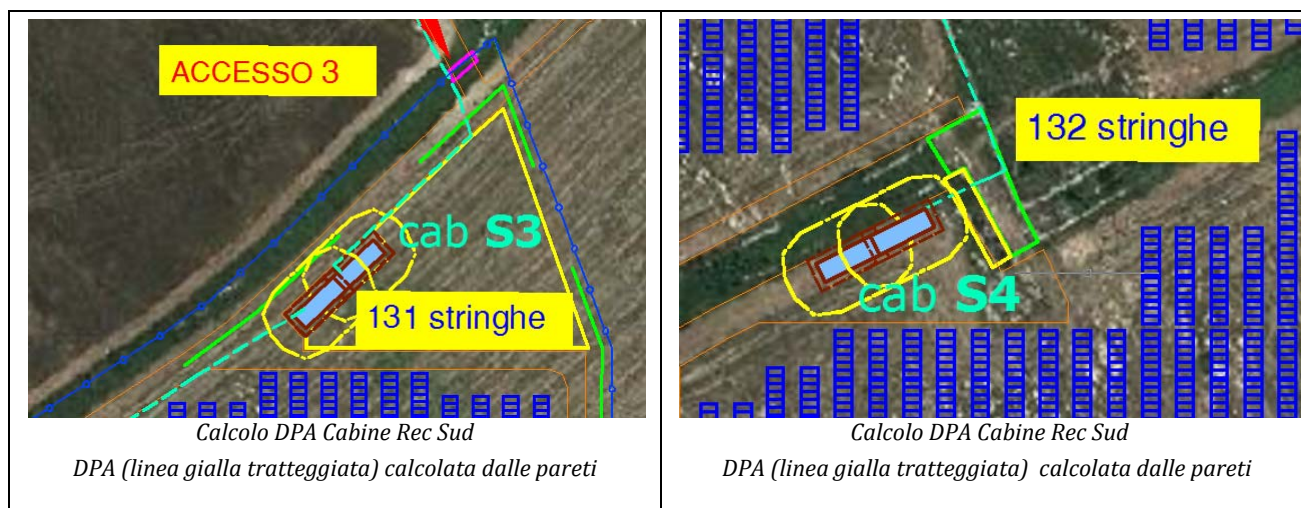 ACCESSO 3
cab S3
131 stringhe
Calcolo DPA Cabine Rec Sud
DPA (linea gialla tratteggiata) calcolata dalle pareti
132 stringhe
cab S4
Calcolo DPA Cabine Rec Sud
DPA (linea gialla tratteggiata) calcolata dalle pareti